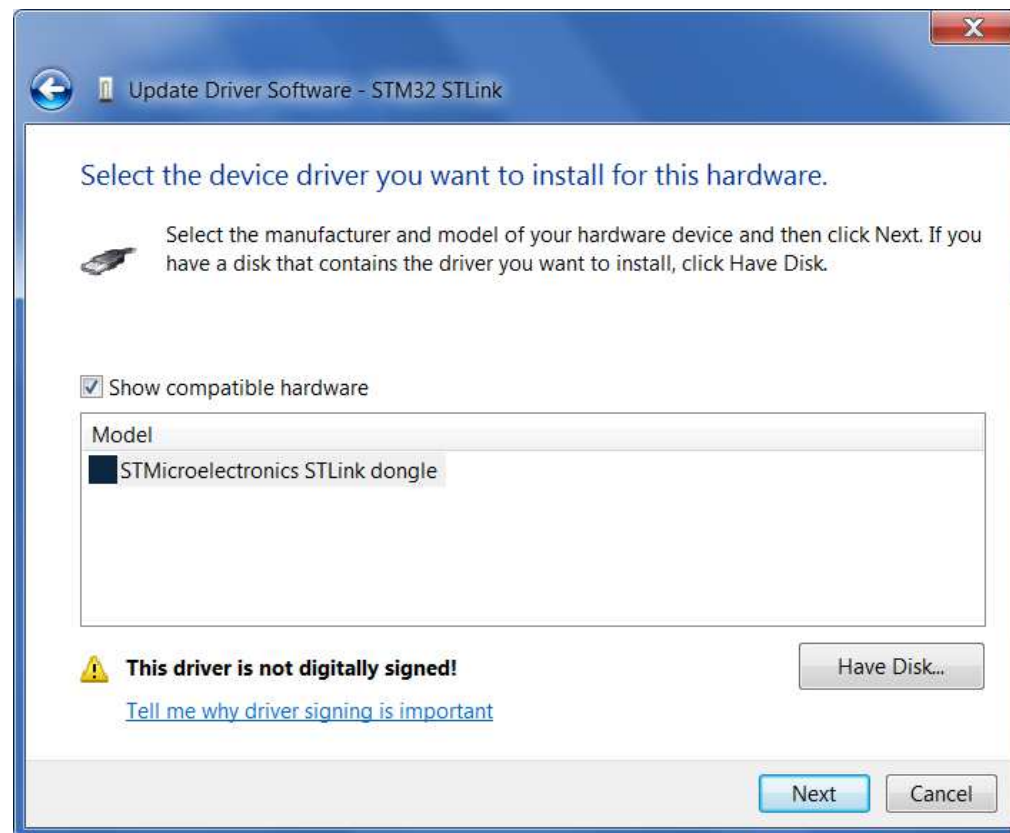 Update Driver Software - STM32 STLink
Select the device driver you want to install for this hardware.
Select the manufacturer and model of your hardware device and then click Next. If you
have a disk that contains the driver you want to install, click Have Disk.
Show compatible hardware
Model
STMicroelectronics STLink dongle
This driver is not digitally signed!
Have Disk...
Tell me why driver signing is important
Next
Cancel